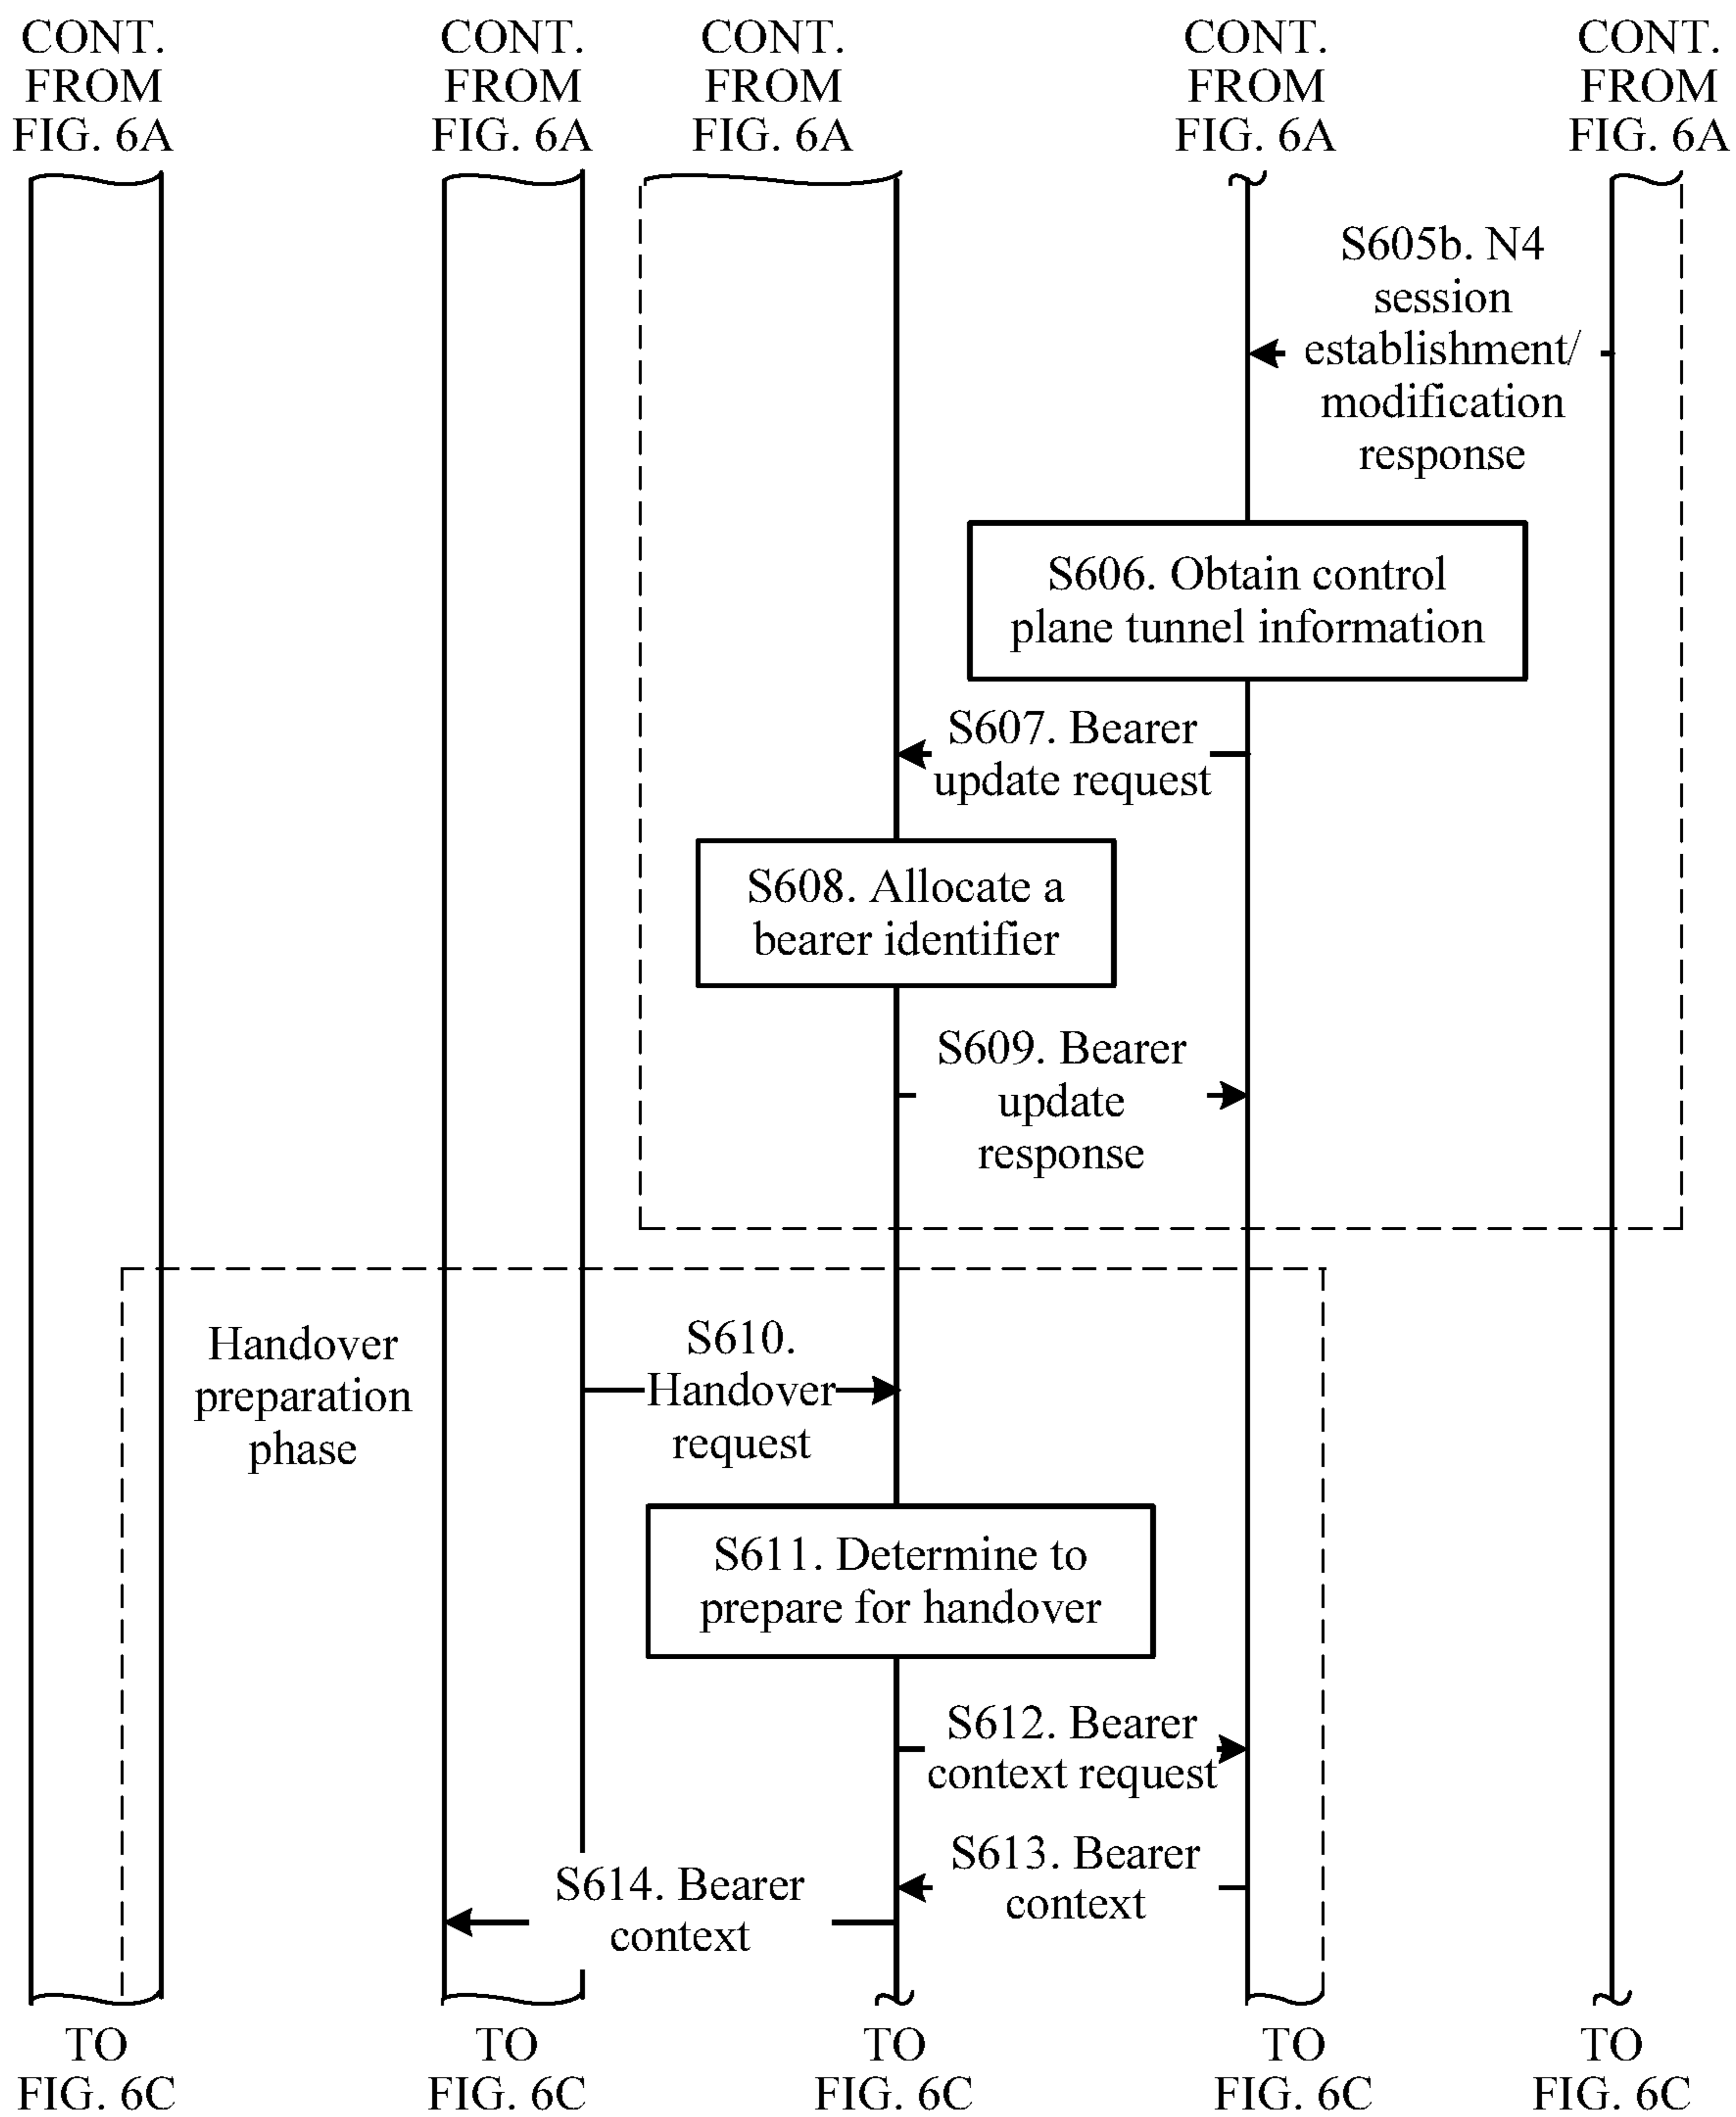 CONT.
FROM
FIG. 6A
CONT.
FROM
FIG. 6A
CONT.
FROM
FIG. 6A
CONT.
FROM
FIG. 6A
CONT.
FROM
FIG. 6A
S605b. N4
session
establishment/
modification
response
S606. Obtain control
plane tunnel information
S607. Bearer
update request
S608. Allocate a
bearer identifier
S609. Bearer
update
response
Handover
preparation
phase
S610.
Handover
request
S611. Determine to
prepare for handover
S612. Bearer
context request
S613. Bearer
context
S614. Bearer
context
TO
FIG. 6C
TO
FIG. 6C
TO
FIG. 6C
TO
FIG. 6C
TO
FIG. 6C